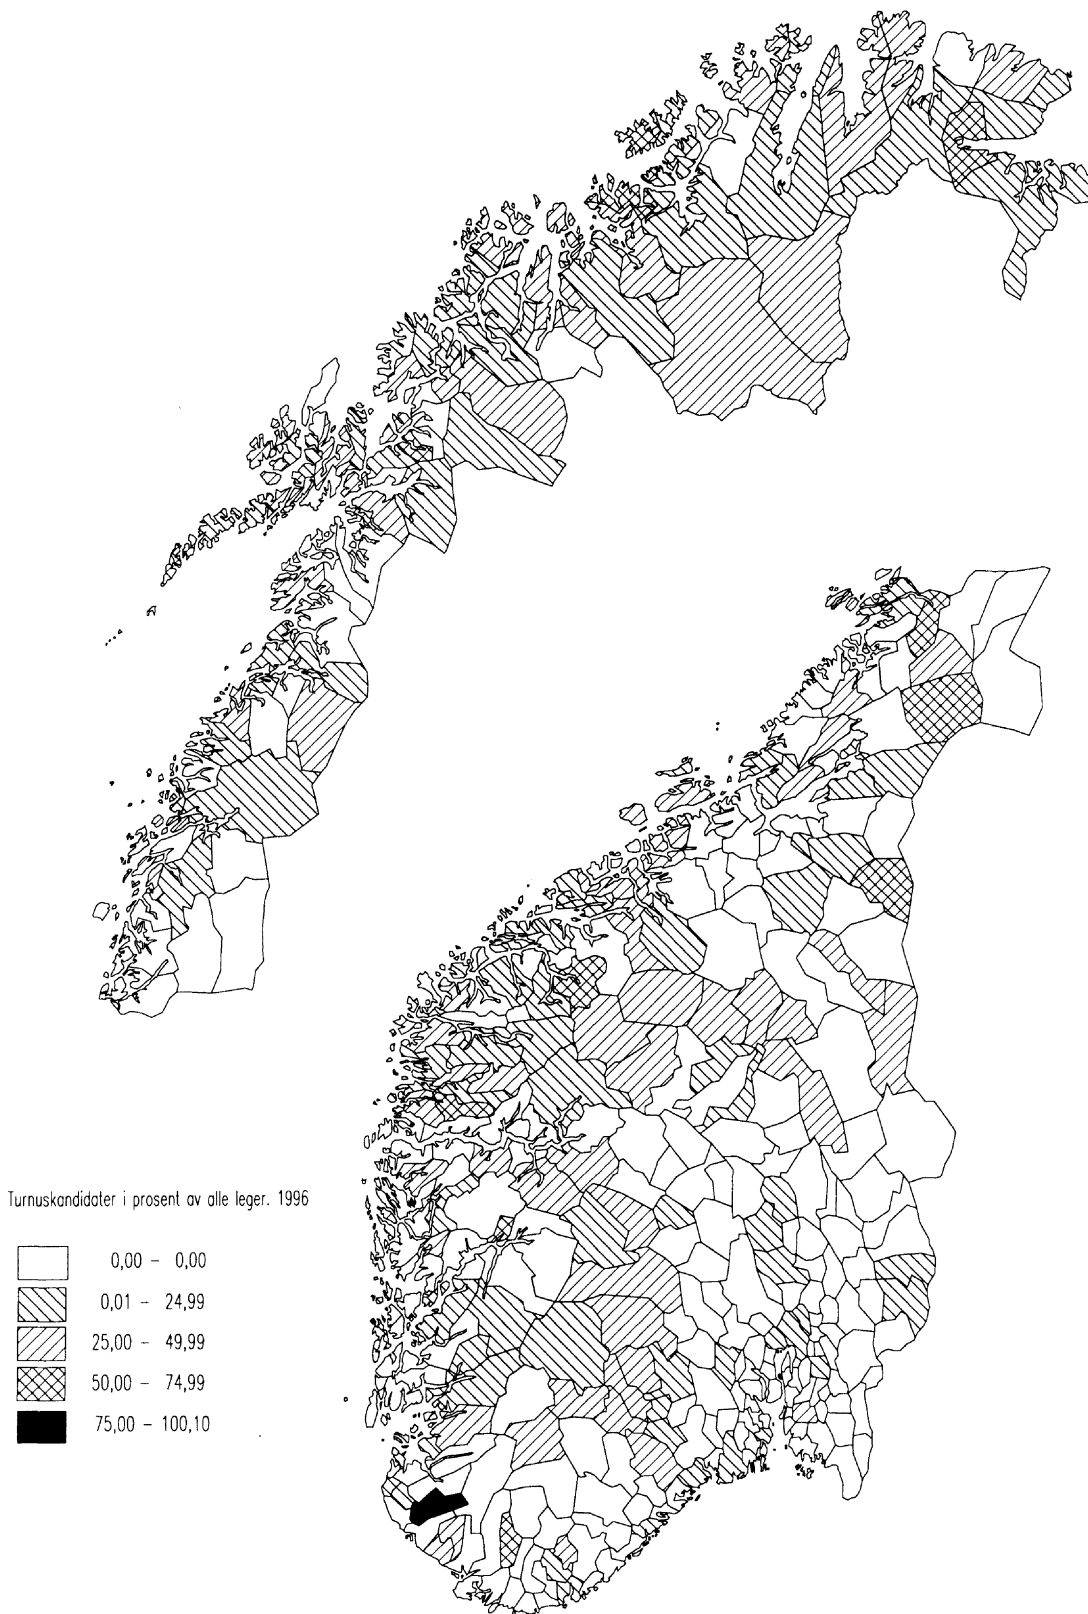 Turnuskandidater i prosent av alle leger. 1996
0,00 – 0,00
0,01 – 24,99
25,00 – 49,99
50,00 – 74,99
75,00 – 100,10